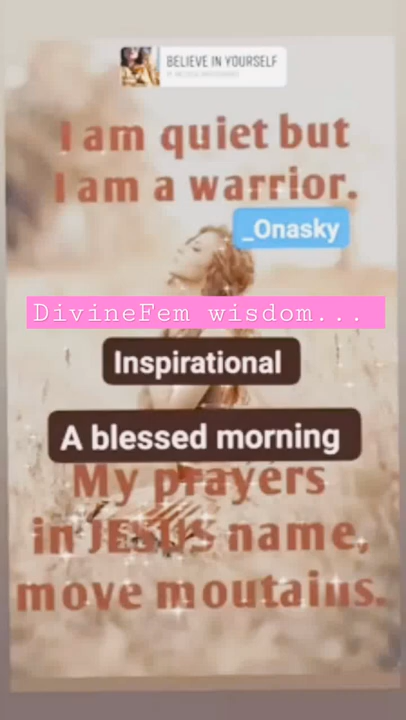 BELIEVE IN YOURSELF
I am quiet but
I am a warrior.
_Onasky
DivineFem wisdom...
Inspirational
A blessed morning
My prayers
in JESUS name,
move moutains.